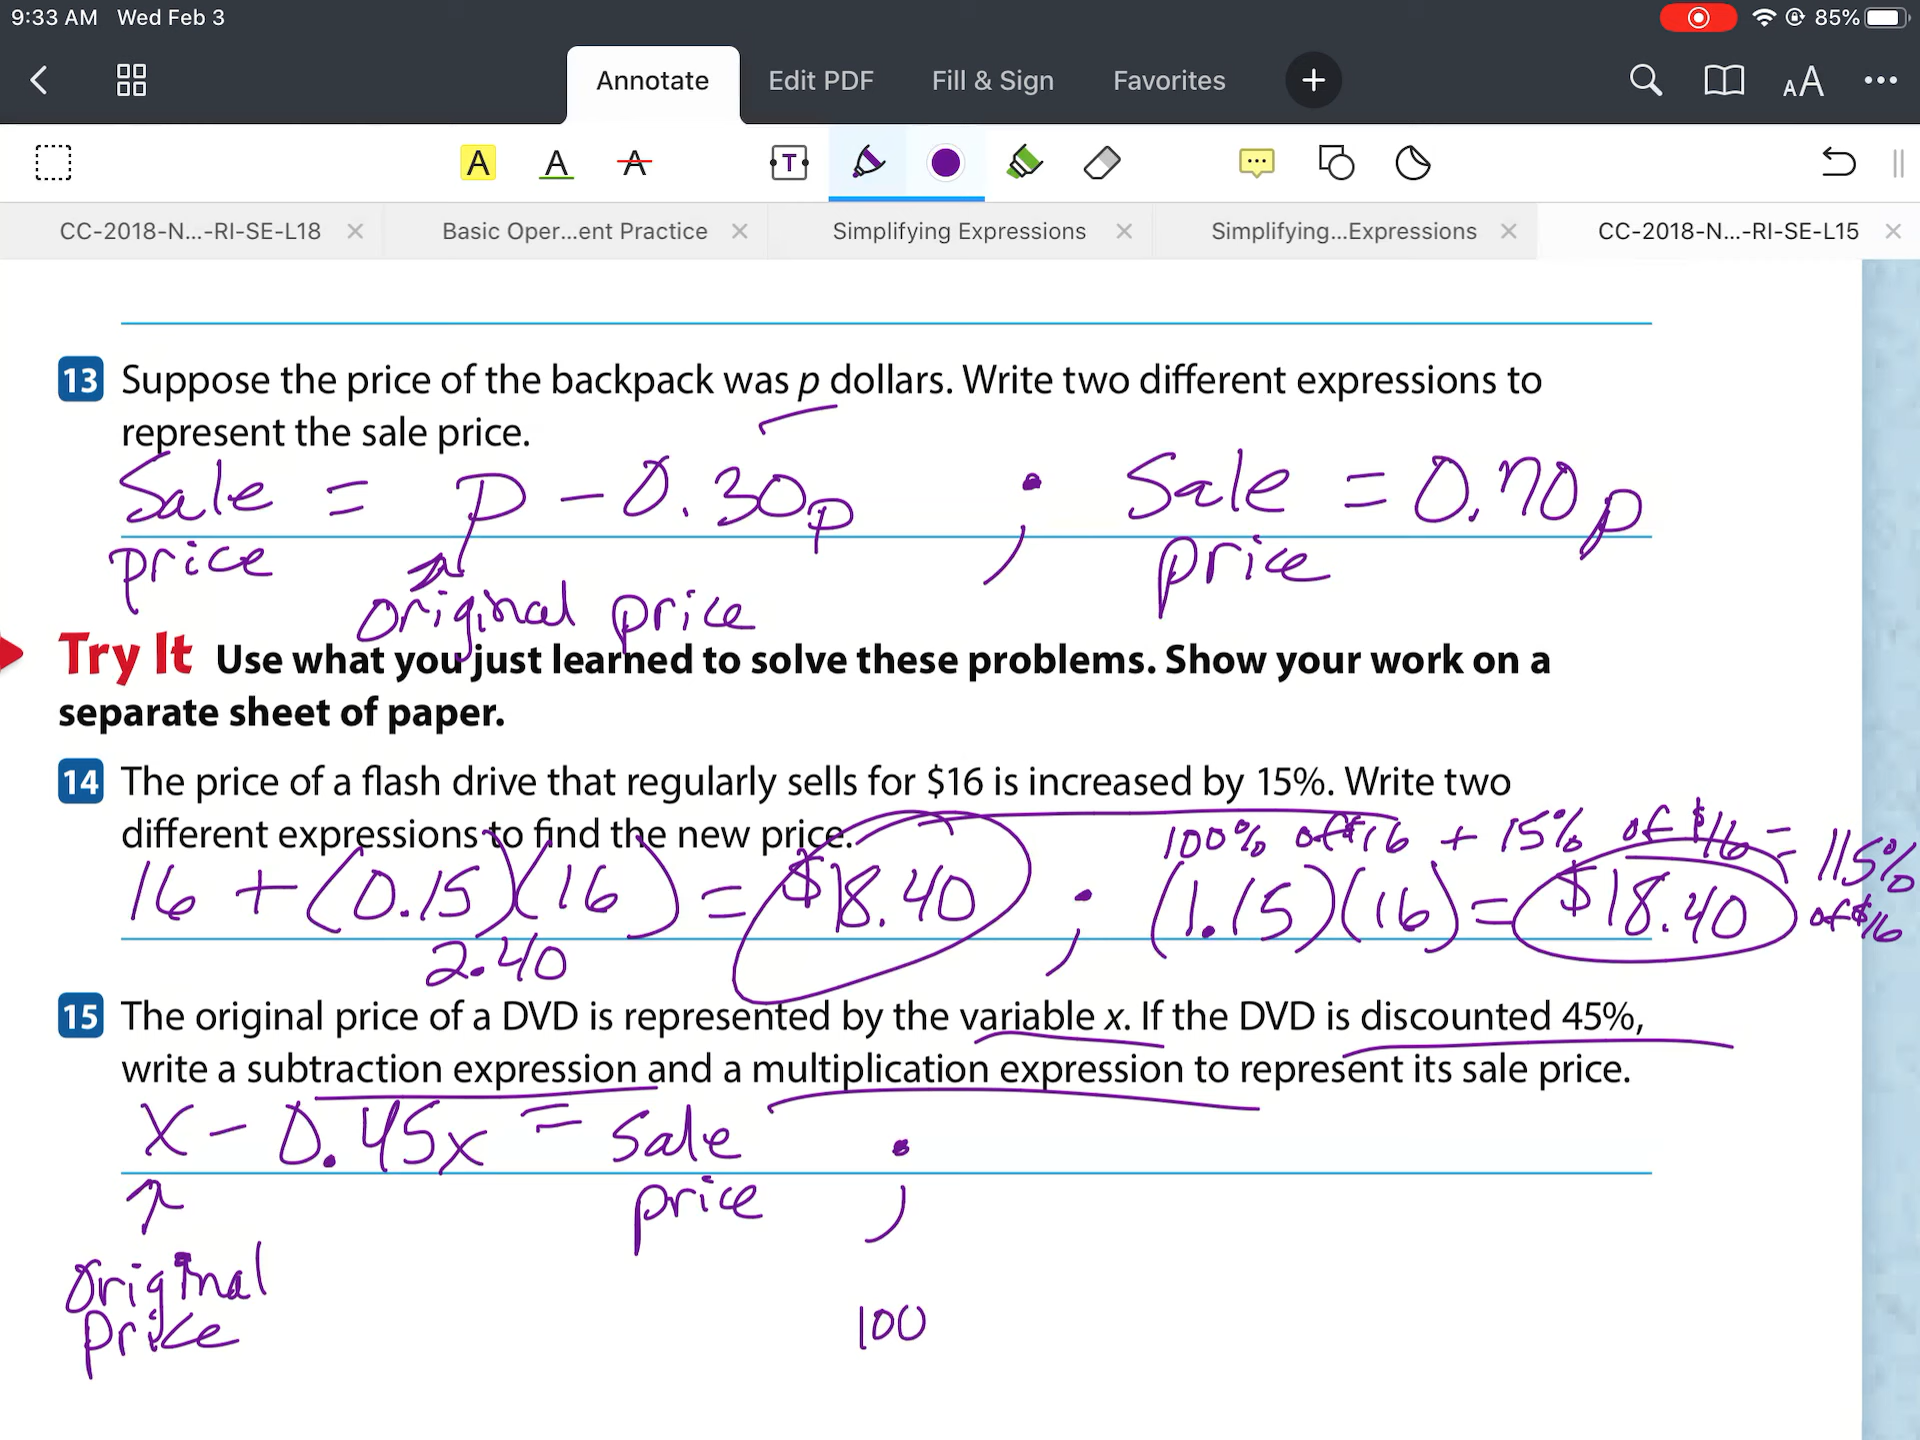 9:33 AM Wed Feb 3 85%
Annotate Edit PDF Fill & Sign Favorites
AA
A A A T
CC-2018-N...-RI-SE-L18 Basic Oper...ent Practice Simplifying Expressions Simplifying...Expressions CC-2018-N...-RI-SE-L15
13 Suppose the price of the backpack was p dollars. Write two different expressions to
represent the sale price.
Sale = p - 0.30p ; Sale = 0.70p
price price
original price
Try It Use what you just learned to solve these problems. Show your work on a
separate sheet of paper.
14 The price of a flash drive that regularly sells for $16 is increased by 15%. Write two
different expressions to find the new price.
100% of $16 + 15% of $16 = 115%
of $16
16 + (0.15)(16) = $18.40 ; (1.15)(16) = $18.40
2.40
15 The original price of a DVD is represented by the variable x. If the DVD is discounted 45%,
write a subtraction expression and a multiplication expression to represent its sale price.
x - 0.45x = Sale ;
price
original
price
100